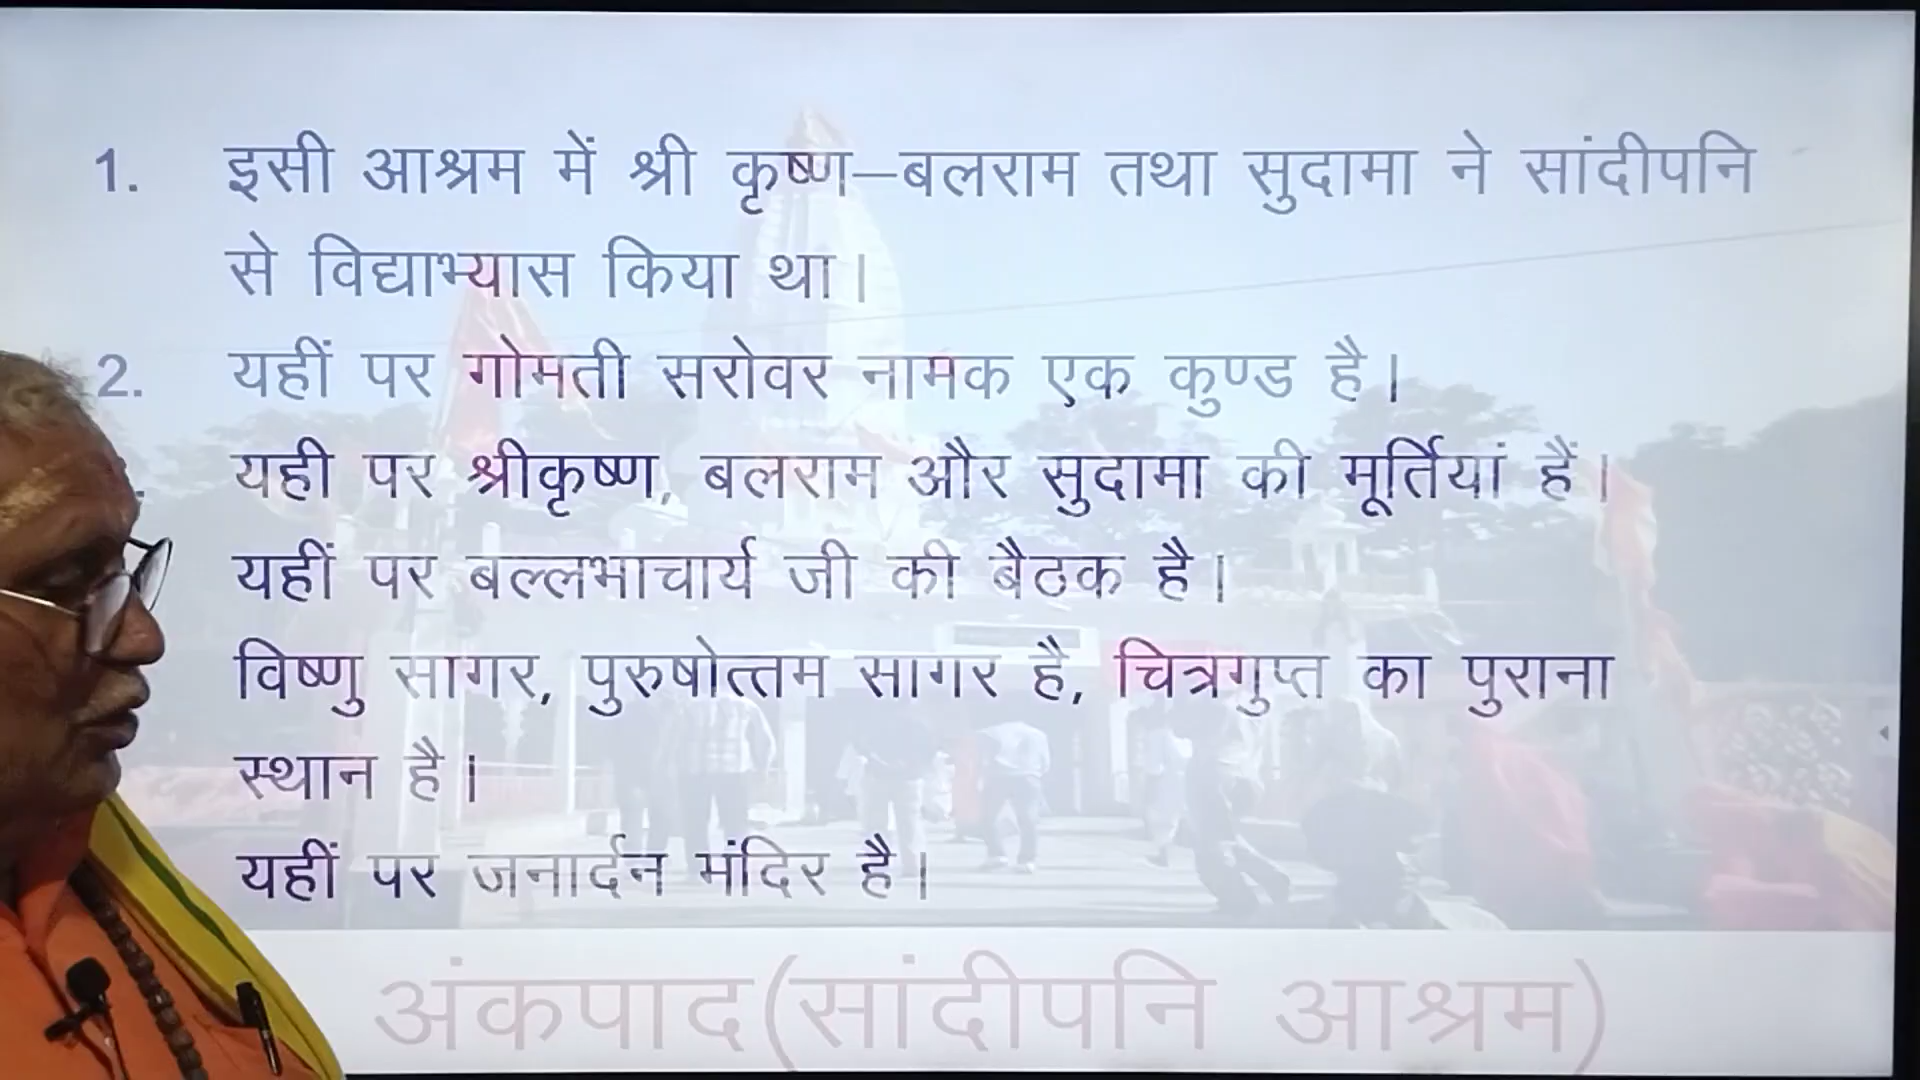 1. इसी आश्रम में श्री कृष्ण–बलराम तथा सुदामा ने सांदीपनि
से विद्याभ्यास किया था।
2. यहीं पर गोमती सरोवर नामक एक कुण्ड है।
यही पर श्रीकृष्ण, बलराम और सुदामा की मूर्तियां हैं।
यहीं पर बल्लभाचार्य जी की बैठक है।
विष्णु सागर, पुरुषोत्तम सागर है, चित्रगुप्त का पुराना
स्थान है।
यहीं पर जनार्दन मंदिर है।
अंकपाद(सांदीपनि आश्रम)